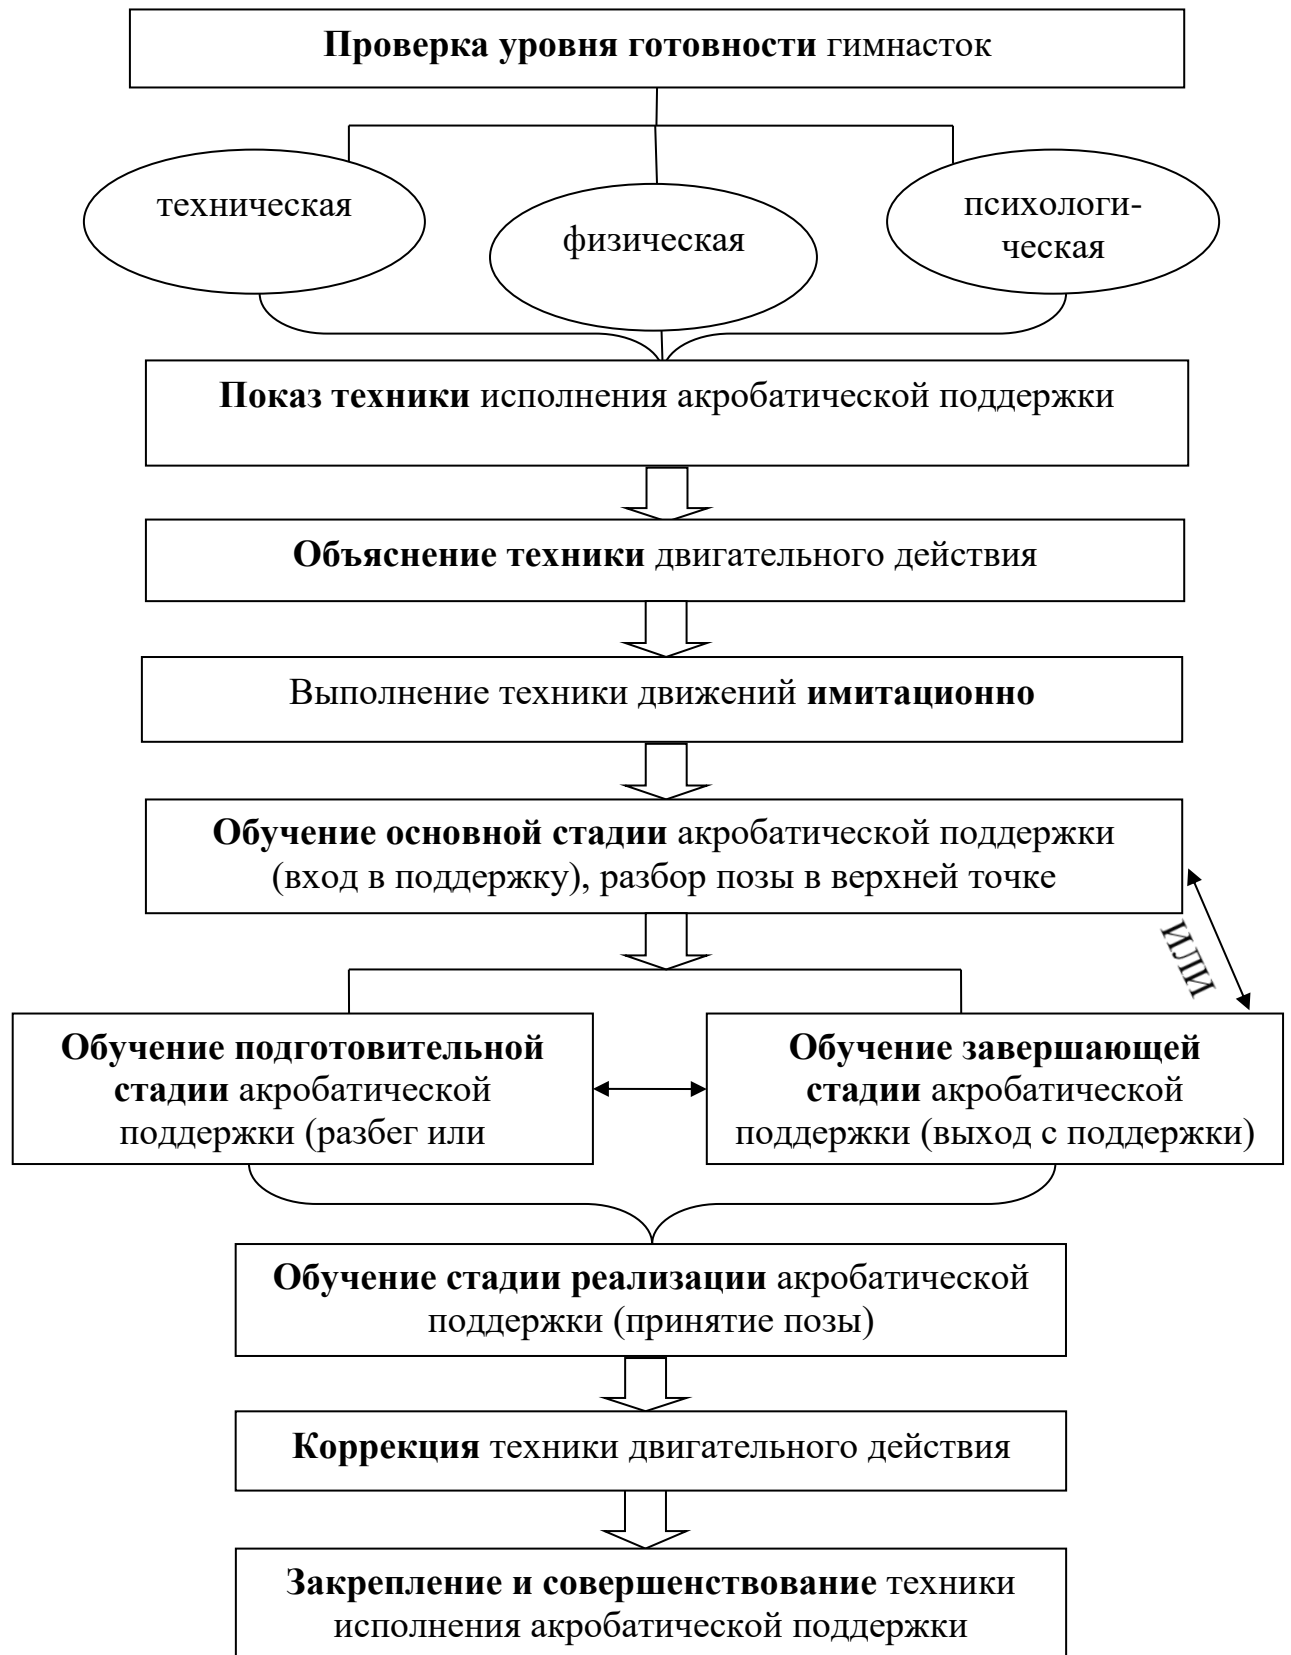 Проверка уровня готовности гимнасток
техническая
физическая
психологи-
ческая
Показ техники исполнения акробатической поддержки
Объяснение техники двигательного действия
Выполнение техники движений имитационно
Обучение основной стадии акробатической поддержки
(вход в поддержку), разбор позы в верхней точке
ИЛИ
Обучение подготовительной
стадии акробатической
поддержки (разбег или
Обучение завершающей
стадии акробатической
поддержки (выход с поддержки)
Обучение стадии реализации акробатической
поддержки (принятие позы)
Коррекция техники двигательного действия
Закрепление и совершенствование техники
исполнения акробатической поддержки